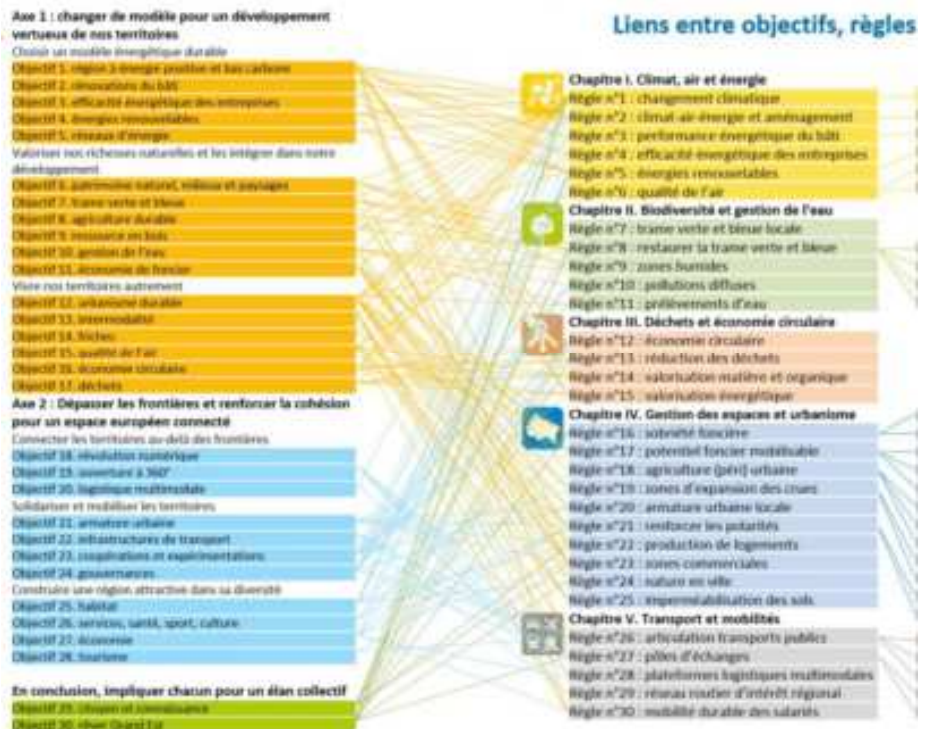 Axe 1 : changer de modèle pour un développement
vertueux de nos territoires
Choisir un modèle énergétique durable
Objectif 1. région à énergie positive et bas carbone
Objectif 2. rénovations du bâti
Objectif 3. efficacité énergétique des entreprises
Objectif 4. énergies renouvelables
Objectif 5. réseaux d'énergie
Valoriser nos richesses naturelles et les intégrer dans notre
développement
Objectif 6. patrimoine naturel, milieux et paysages
Objectif 7. trame verte et bleue
Objectif 8. agriculture durable
Objectif 9. ressource en bois
Objectif 10. gestion de l'eau
Objectif 11. économie de foncier
Vivre nos territoires autrement
Objectif 12. urbanisme durable
Objectif 13. intermodalité
Objectif 14. friches
Objectif 15. qualité de l'air
Objectif 16. économie circulaire
Objectif 17. déchets
Axe 2 : Dépasser les frontières et renforcer la cohésion
pour un espace européen connecté
Connecter les territoires au-delà des frontières
Objectif 18. révolution numérique
Objectif 19. ouverture à 360°
Objectif 20. logistique multimodale
Solidariser et mobiliser les territoires
Objectif 21. armature urbaine
Objectif 22. infrastructures de transport
Objectif 23. coopérations et expérimentations
Objectif 24. gouvernances
Construire une région attractive dans sa diversité
Objectif 25. habitat
Objectif 26. services, santé, sport, culture
Objectif 27. économie
Objectif 28. tourisme
En conclusion, impliquer chacun pour un élan collectif
Objectif 29. citoyen et connaissance
Objectif 30. rêver Grand Est
Liens entre objectifs, règles
Chapitre I. Climat, air et énergie
Règle n°1 : changement climatique
Règle n°2 : climat-air-énergie et aménagement
Règle n°3 : performance énergétique du bâti
Règle n°4 : efficacité énergétique des entreprises
Règle n°5 : énergies renouvelables
Règle n°6 : qualité de l'air
Chapitre II. Biodiversité et gestion de l'eau
Règle n°7 : trame verte et bleue locale
Règle n°8 : restaurer la trame verte et bleue
Règle n°9 : zones humides
Règle n°10 : pollutions diffuses
Règle n°11 : prélèvements d'eau
Chapitre III. Déchets et économie circulaire
Règle n°12 : économie circulaire
Règle n°13 : réduction des déchets
Règle n°14 : valorisation matière et organique
Règle n°15 : valorisation énergétique
Chapitre IV. Gestion des espaces et urbanisme
Règle n°16 : sobriété foncière
Règle n°17 : potentiel foncier mobilisable
Règle n°18 : agriculture (péri) urbaine
Règle n°19 : zones d'expansion des crues
Règle n°20 : armature urbaine locale
Règle n°21 : renforcer les polarités
Règle n°22 : production de logements
Règle n°23 : zones commerciales
Règle n°24 : nature en ville
Règle n°25 : imperméabilisation des sols
Chapitre V. Transport et mobilités
Règle n°26 : articulation transports publics
Règle n°27 : pôles d'échanges
Règle n°28 : plateformes logistiques multimodales
Règle n°29 : réseau routier d'intérêt régional
Règle n°30 : mobilité durable des salariés